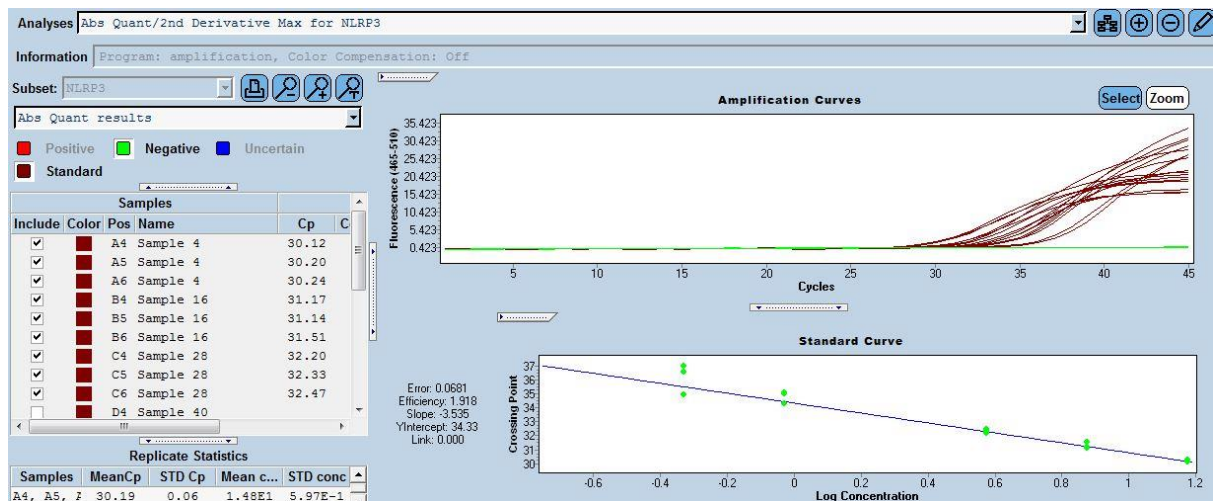 Analyses Abs Quant/2nd Derivative Max for NLRP3
Information Program: amplification, Color Compensation: Off
Subset: NLRP3
Abs Quant results
Positive Negative Uncertain
Standard
Samples
Include Color Pos Name Cp C
A4 Sample 4 30.12
A5 Sample 4 30.20
A6 Sample 4 30.24
B4 Sample 16 31.17
B5 Sample 16 31.14
B6 Sample 16 31.51
C4 Sample 28 32.20
C5 Sample 28 32.33
C6 Sample 28 32.47
D4 Sample 40
Replicate Statistics
Samples MeanCp STD Cp Mean c... STD conc
A4, A5, A 30.19 0.06 1.48E1 5.97E-1
Amplification Curves
Select Zoom
Fluorescence (465-510)
35.423
30.423
25.423
20.423
15.423
10.423
5.423
0.423
5 10 15 20 25 30 35 40 45
Cycles
Standard Curve
Error: 0.0681
Efficiency: 1.918
Slope: -3.535
YIntercept: 34.33
Link: 0.000
Crossing Point
37
36
35
34
33
32
31
30
-0.6 -0.4 -0.2 0 0.2 0.4 0.6 0.8 1 1.2
Log Concentration